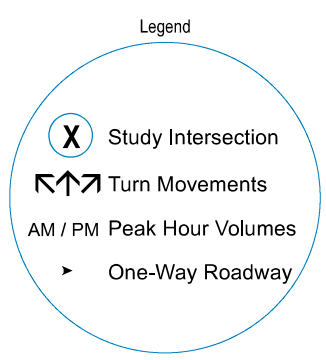 Legend
X Study Intersection
Turn Movements
AM / PM Peak Hour Volumes
One-Way Roadway